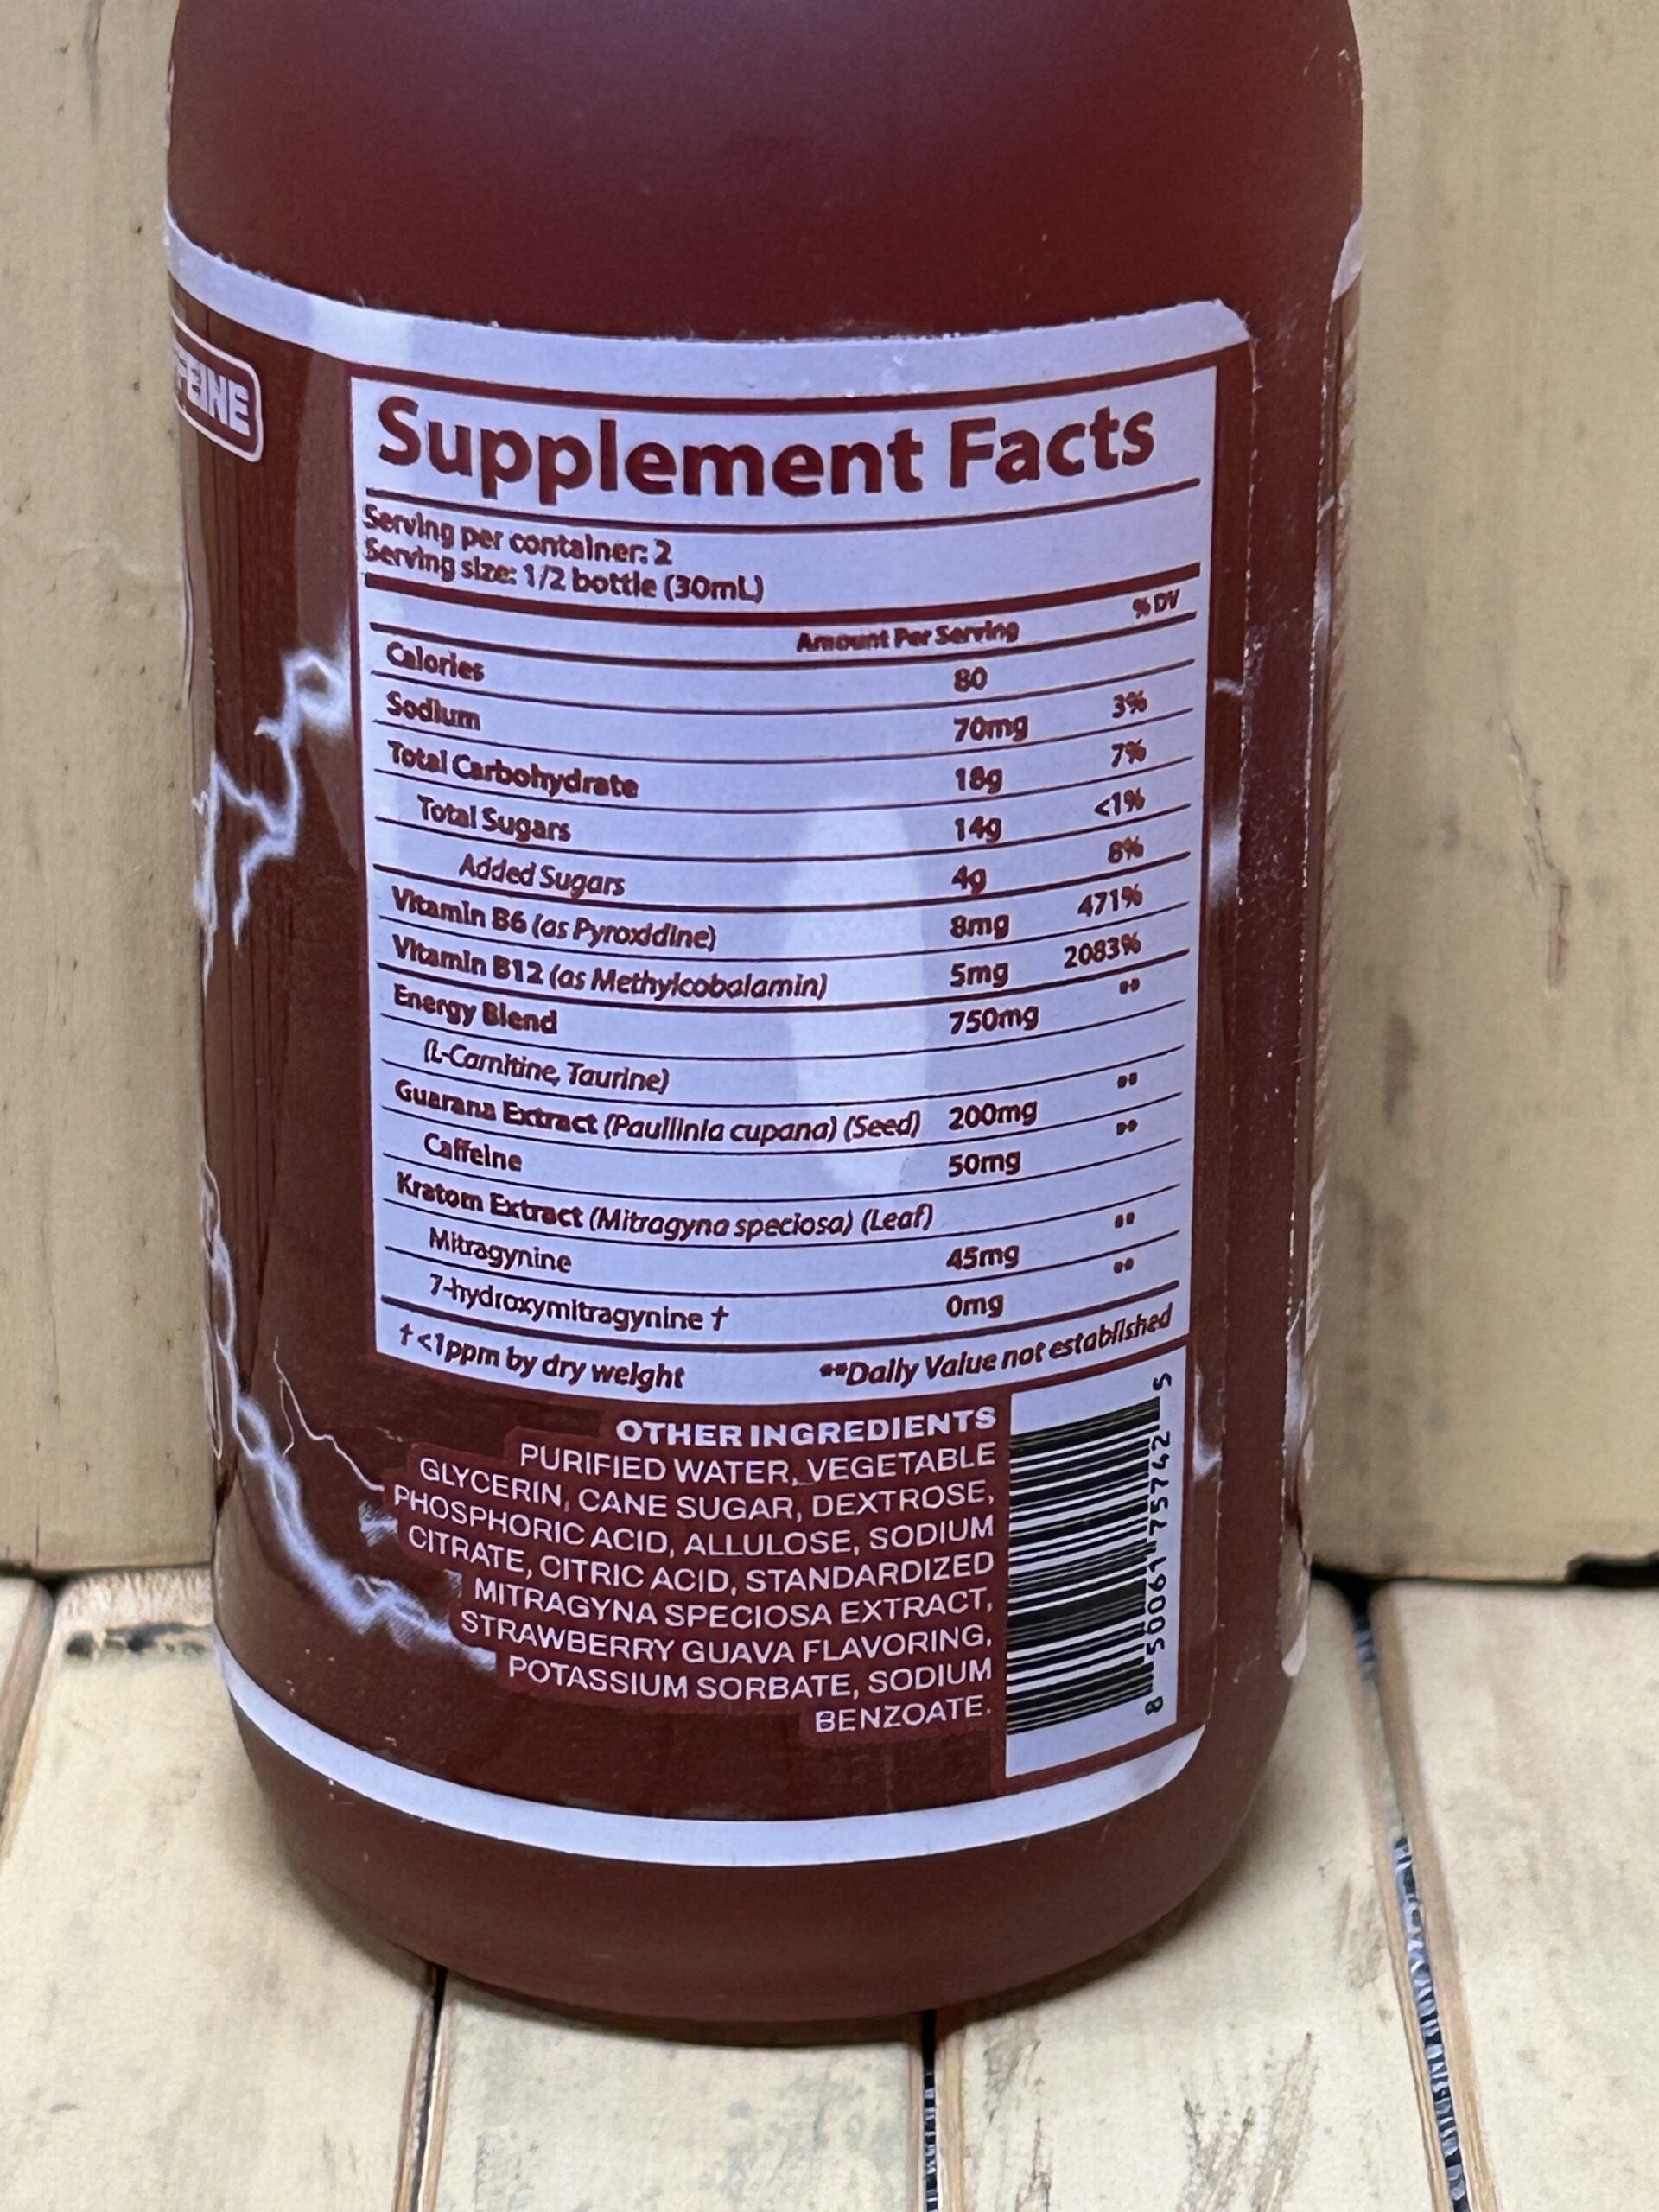 FEINE
Supplement Facts
Serving per container: 2
Serving size: 1/2 bottle (30mL)
Amount Per Serving % DV
Calories 80
Sodium 70mg 3%
Total Carbohydrate 18g 7%
Total Sugars 14g <1%
Added Sugars 4g 8%
Vitamin B6 (as Pyroxidine) 8mg 471%
Vitamin B12 (as Methylcobalamin) 5mg 2083%
Energy Blend 750mg **
(L-Carnitine, Taurine)
Guarana Extract (Paullinia cupana) (Seed) 200mg **
Caffeine 50mg **
Kratom Extract (Mitragyna speciosa) (Leaf)
Mitragynine 45mg **
7-hydroxymitragynine † 0mg **
† <1ppm by dry weight **Daily Value not established
OTHER INGREDIENTS
PURIFIED WATER, VEGETABLE
GLYCERIN, CANE SUGAR, DEXTROSE,
PHOSPHORIC ACID, ALLULOSE, SODIUM
CITRATE, CITRIC ACID, STANDARDIZED
MITRAGYNA SPECIOSA EXTRACT,
STRAWBERRY GUAVA FLAVORING,
POTASSIUM SORBATE, SODIUM
BENZOATE.
8 50061 75742 5